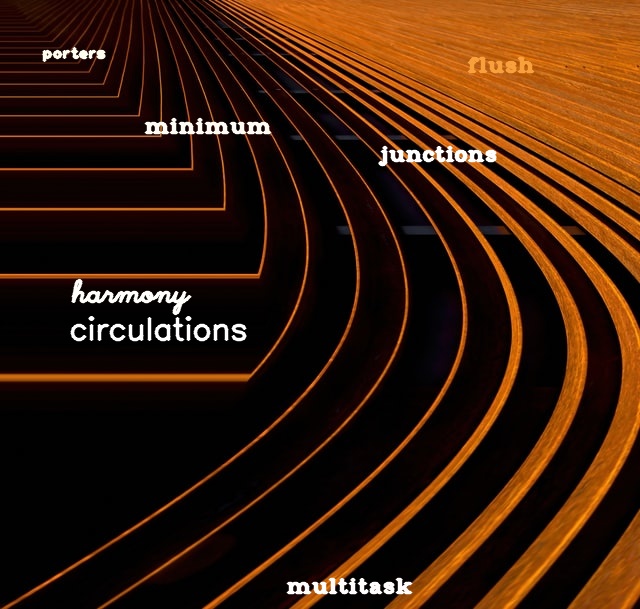 porters
flush
minimum
junctions
harmony
circulations
multitask